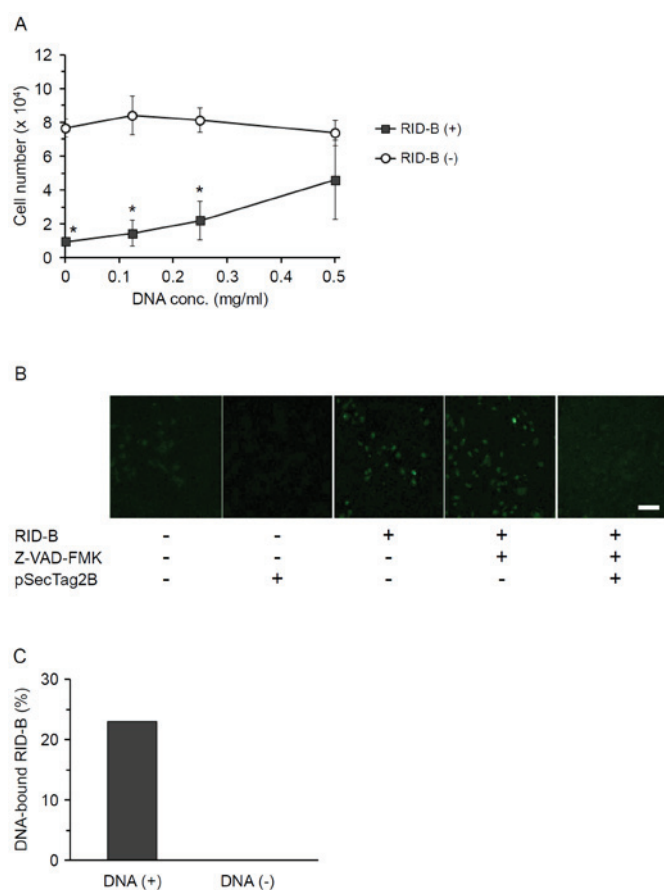 A
Cell number (x 10⁴)
12
10
8
6
4
2
0
*
*
*
0
0.1
0.2
0.3
0.4
0.5
DNA conc. (mg/ml)
RID-B (+)
RID-B (-)
B
RID-B - - + + +
Z-VAD-FMK - - - + +
pSecTag2B - + - - +
C
DNA-bound RID-B (%)
30
20
10
0
DNA (+) DNA (-)